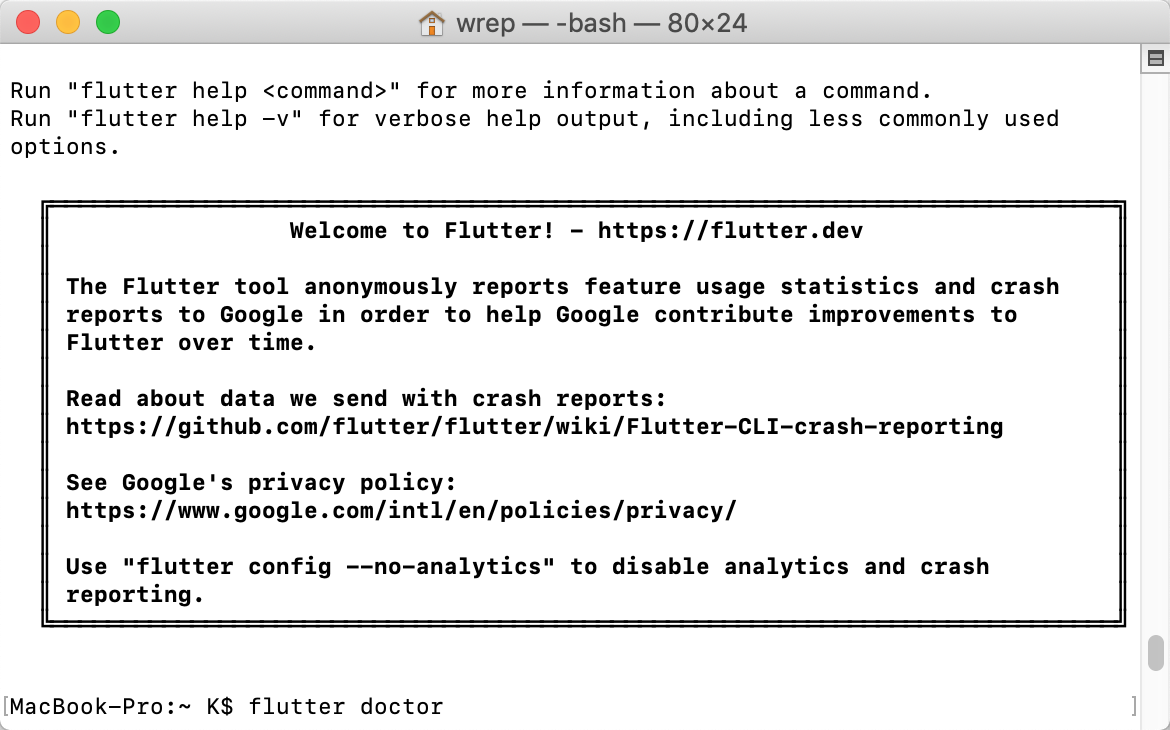 wrep — -bash — 80×24
Run "flutter help <command>" for more information about a command.
Run "flutter help -v" for verbose help output, including less commonly used
options.
Welcome to Flutter! - https://flutter.dev
The Flutter tool anonymously reports feature usage statistics and crash
reports to Google in order to help Google contribute improvements to
Flutter over time.
Read about data we send with crash reports:
https://github.com/flutter/flutter/wiki/Flutter-CLI-crash-reporting
See Google's privacy policy:
https://www.google.com/intl/en/policies/privacy/
Use "flutter config --no-analytics" to disable analytics and crash
reporting.
[MacBook-Pro:~ K$ flutter doctor ]